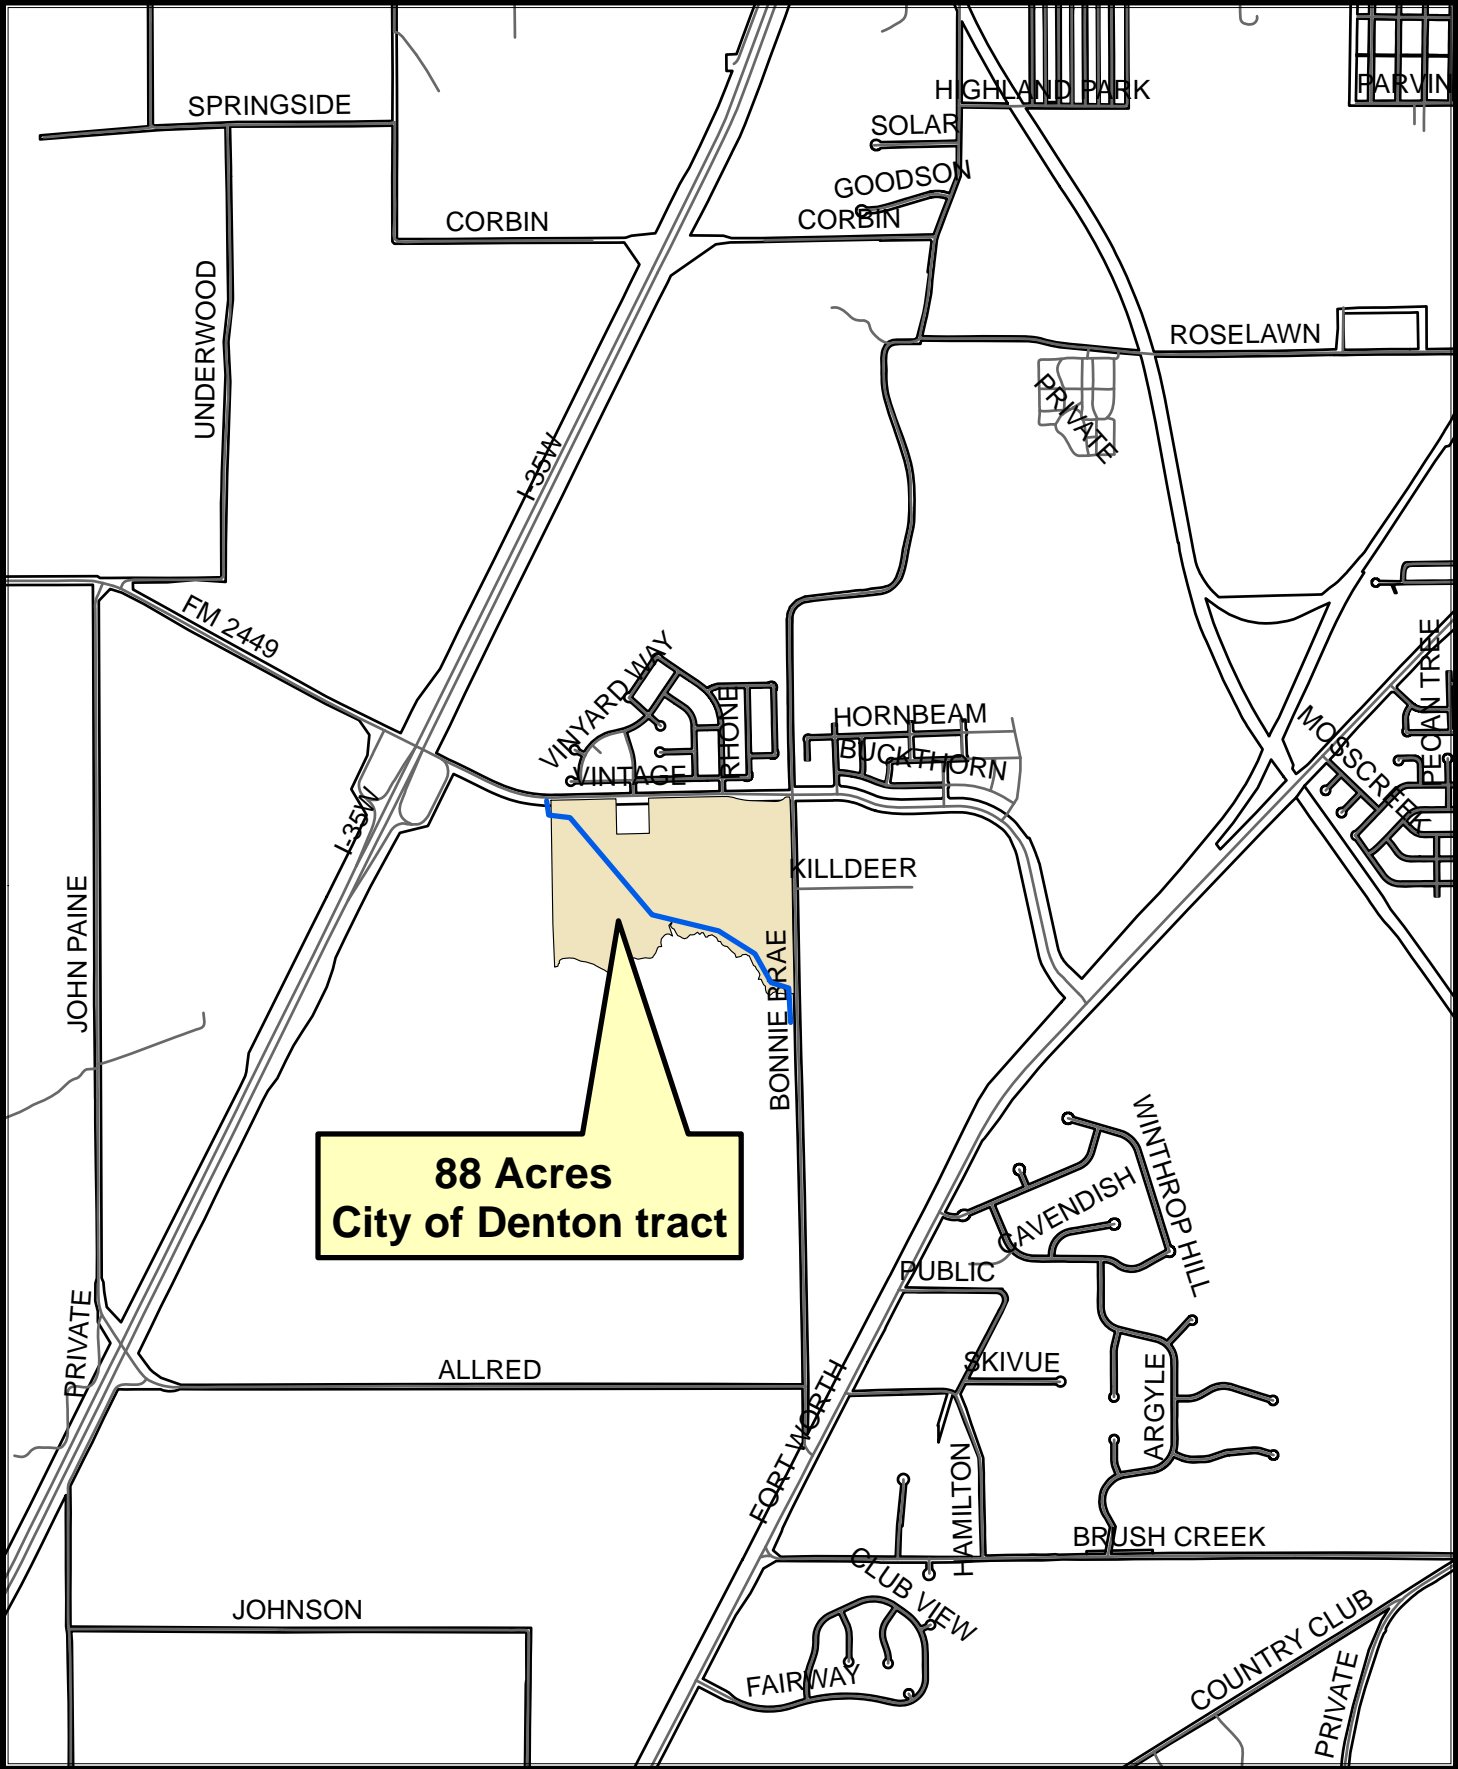 HIGHLAND PARK
PARVIN
SPRINGSIDE
SOLAR
GOODSON
CORBIN
CORBIN
UNDERWOOD
ROSELAWN
PRIVATE
I-35W
FM 2449
VINYARD WAY
PECAN TREE
RHONE
HORNBEAM
MOSSCREEK
BUCKTHORN
VINTAGE
I-35W
KILLDEER
JOHN PAINE
BONNIE BRAE
88 Acres
City of Denton tract
WINTHROP HILL
CAVENDISH
PUBLIC
PRIVATE
SKIVUE
ALLRED
ARGYLE
FORT WORTH
HAMILTON
BRUSH CREEK
CLUB VIEW
JOHNSON
COUNTRY CLUB
FAIRWAY
PRIVATE